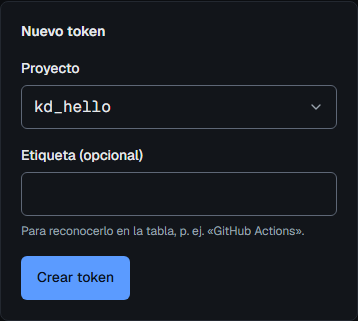 Nuevo token
Proyecto
kd_hello
Etiqueta (opcional)
Para reconocerlo en la tabla, p. ej. «GitHub Actions».
Crear token